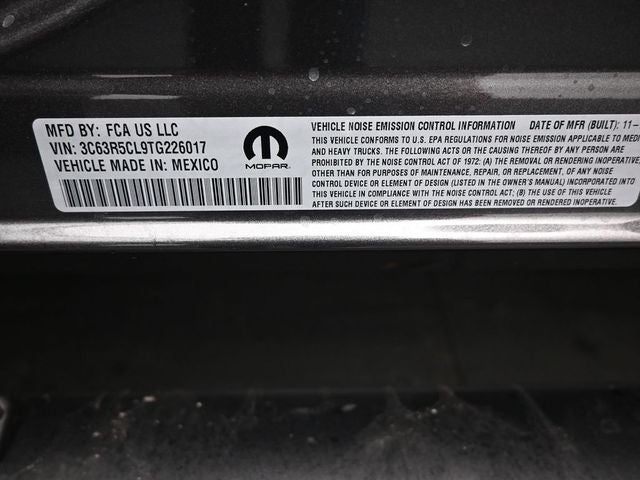 MFD BY: FCA US LLC
VIN: 3C63R5CL9TG226017
VEHICLE MADE IN: MEXICO
MOPAR
VEHICLE NOISE EMISSION CONTROL INFORMATION DATE OF MFR (BUILT): 11-
THIS VEHICLE CONFORMS TO U.S. EPA REGULATIONS FOR NOISE EMISSION APPLICABLE TO MEDI
AND HEAVY TRUCKS. THE FOLLOWING ACTS OR THE CAUSING THEREOF BY ANY PERSON ARE
PROHIBITED BY THE NOISE CONTROL ACT OF 1972: (A) THE REMOVAL OR RENDERING INOPERATIVE,
OTHER THAN FOR PURPOSES OF MAINTENANCE, REPAIR, OR REPLACEMENT, OF ANY NOISE
CONTROL DEVICE OR ELEMENT OF DESIGN (LISTED IN THE OWNER'S MANUAL) INCORPORATED INTO
THIS VEHICLE IN COMPLIANCE WITH THE NOISE CONTROL ACT; (B) THE USE OF THIS VEHICLE
AFTER SUCH DEVICE OR ELEMENT OF DESIGN HAS BEEN REMOVED OR RENDERED INOPERATIVE.